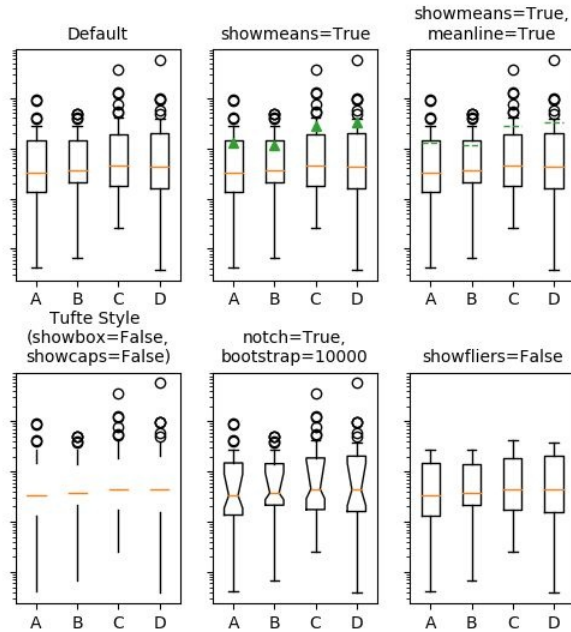 Default
showmeans=True
showmeans=True,
meanline=True
A B C D
A B C D
A B C D
Tufte Style
(showbox=False,
showcaps=False)
notch=True,
bootstrap=10000
showfliers=False
A B C D
A B C D
A B C D